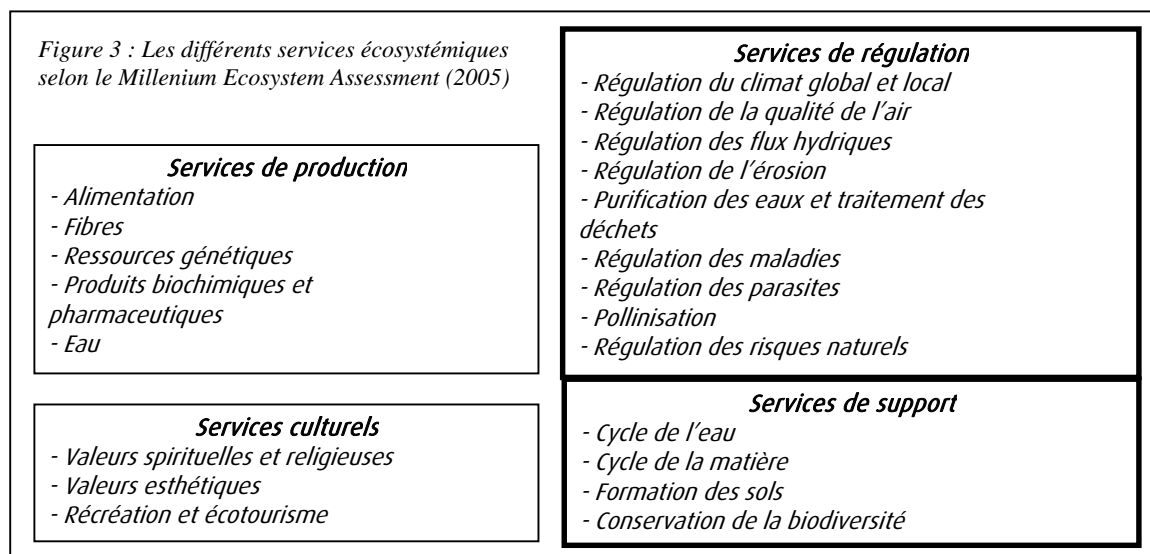 Figure 3 : Les différents services écosystémiques
selon le Millenium Ecosystem Assessment (2005)
Services de production
- Alimentation
- Fibres
- Ressources génétiques
- Produits biochimiques et
pharmaceutiques
- Eau
Services culturels
- Valeurs spirituelles et religieuses
- Valeurs esthétiques
- Récréation et écotourisme
Services de régulation
- Régulation du climat global et local
- Régulation de la qualité de l'air
- Régulation des flux hydriques
- Régulation de l'érosion
- Purification des eaux et traitement des
déchets
- Régulation des maladies
- Régulation des parasites
- Pollinisation
- Régulation des risques naturels
Services de support
- Cycle de l'eau
- Cycle de la matière
- Formation des sols
- Conservation de la biodiversité